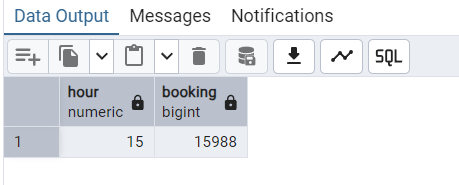 Data Output Messages Notifications
SQL
hour booking
numeric bigint
1 15 15988